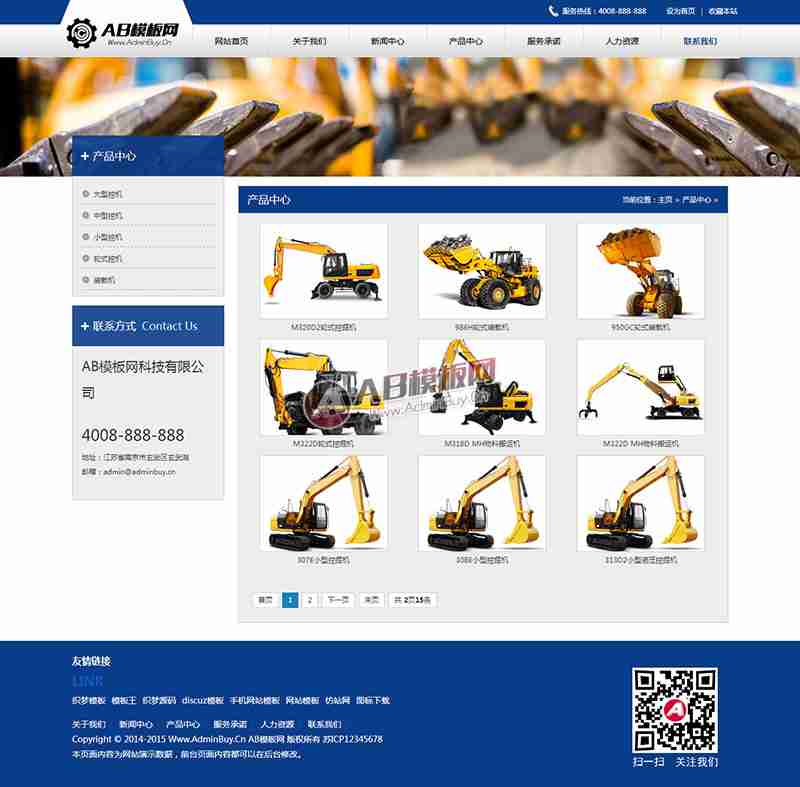 服务热线：4008-888-888 设为首页 | 收藏本站
AB模板网
Www.AdminBuy.Cn
网站首页 关于我们 新闻中心 产品中心 服务承诺 人力资源 联系我们
+ 产品中心
大型挖机
中型挖机
小型挖机
轮式挖机
装载机
+ 联系方式 Contact Us
AB模板网科技有限公
司
4008-888-888
地址：江苏省南京市玄武区玄武湖
邮箱：admin@adminbuy.cn
产品中心 当前位置：主页 > 产品中心 >
M320D2轮式挖掘机 986H轮式装载机 950GC轮式装载机
AB模板网
Www.AdminBuy.Cn
M322D轮式挖掘机 M318D MH物料搬运机 M322D MH物料搬运机
307E小型挖掘机 308E小型挖掘机 313D2小型液压挖掘机
首页 1 2 下一页 末页 共 2页15条
友情链接
LINK
织梦模板 模板王 织梦源码 discuz模板 手机网站模板 网站模板 仿站网 图标下载
关于我们 新闻中心 产品中心 服务承诺 人力资源 联系我们
Copyright © 2014-2015 Www.AdminBuy.Cn AB模板网 版权所有 苏ICP12345678
本页面内容为网站演示数据，前台页面内容都可以在后台修改。
扫一扫 关注我们